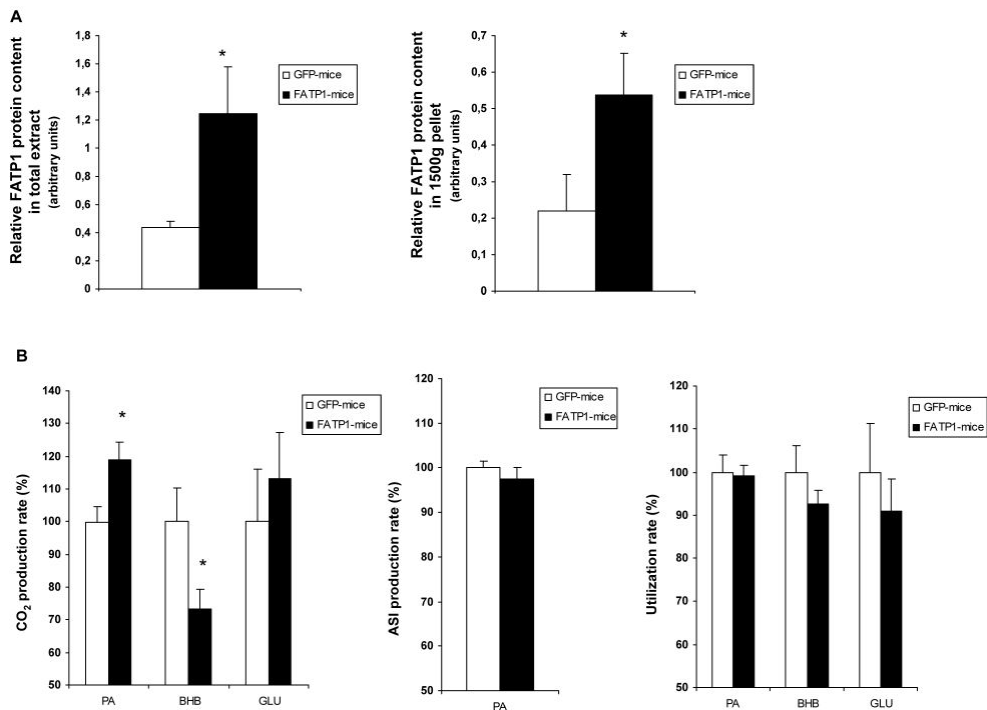 A
Relative FATP1 protein content
in total extract
(arbitrary units)
1,8
1,6
1,4
1,2
1
0,8
0,6
0,4
0,2
0
*
GFP-mice
FATP1-mice
Relative FATP1 protein content
in 1500g pellet
(arbitrary units)
0,7
0,6
0,5
0,4
0,3
0,2
0,1
0
*
GFP-mice
FATP1-mice
B
CO2 production rate (%)
140
130
120
110
100
90
80
70
60
50
*
*
GFP-mice
FATP1-mice
PA BHB GLU
ASI production rate (%)
120
110
100
90
80
70
60
50
GFP-mice
FATP1-mice
PA
Utilization rate (%)
120
110
100
90
80
70
60
50
GFP-mice
FATP1-mice
PA BHB GLU